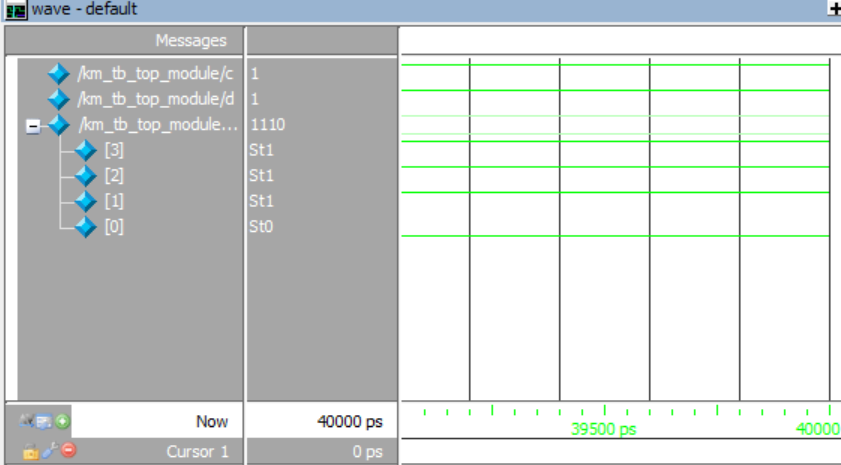 wave - default
Messages
/km_tb_top_module/c 1
/km_tb_top_module/d 1
/km_tb_top_module... 1110
[3] St1
[2] St1
[1] St1
[0] St0
Now 40000 ps 39500 ps 40000
Cursor 1 0 ps